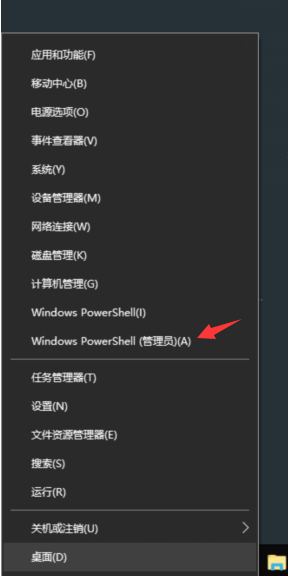 应用和功能(F)
移动中心(B)
电源选项(O)
事件查看器(V)
系统(Y)
设备管理器(M)
网络连接(W)
磁盘管理(K)
计算机管理(G)
Windows PowerShell(I)
Windows PowerShell (管理员)(A)
任务管理器(T)
设置(N)
文件资源管理器(E)
搜索(S)
运行(R)
关机或注销(U)
桌面(D)